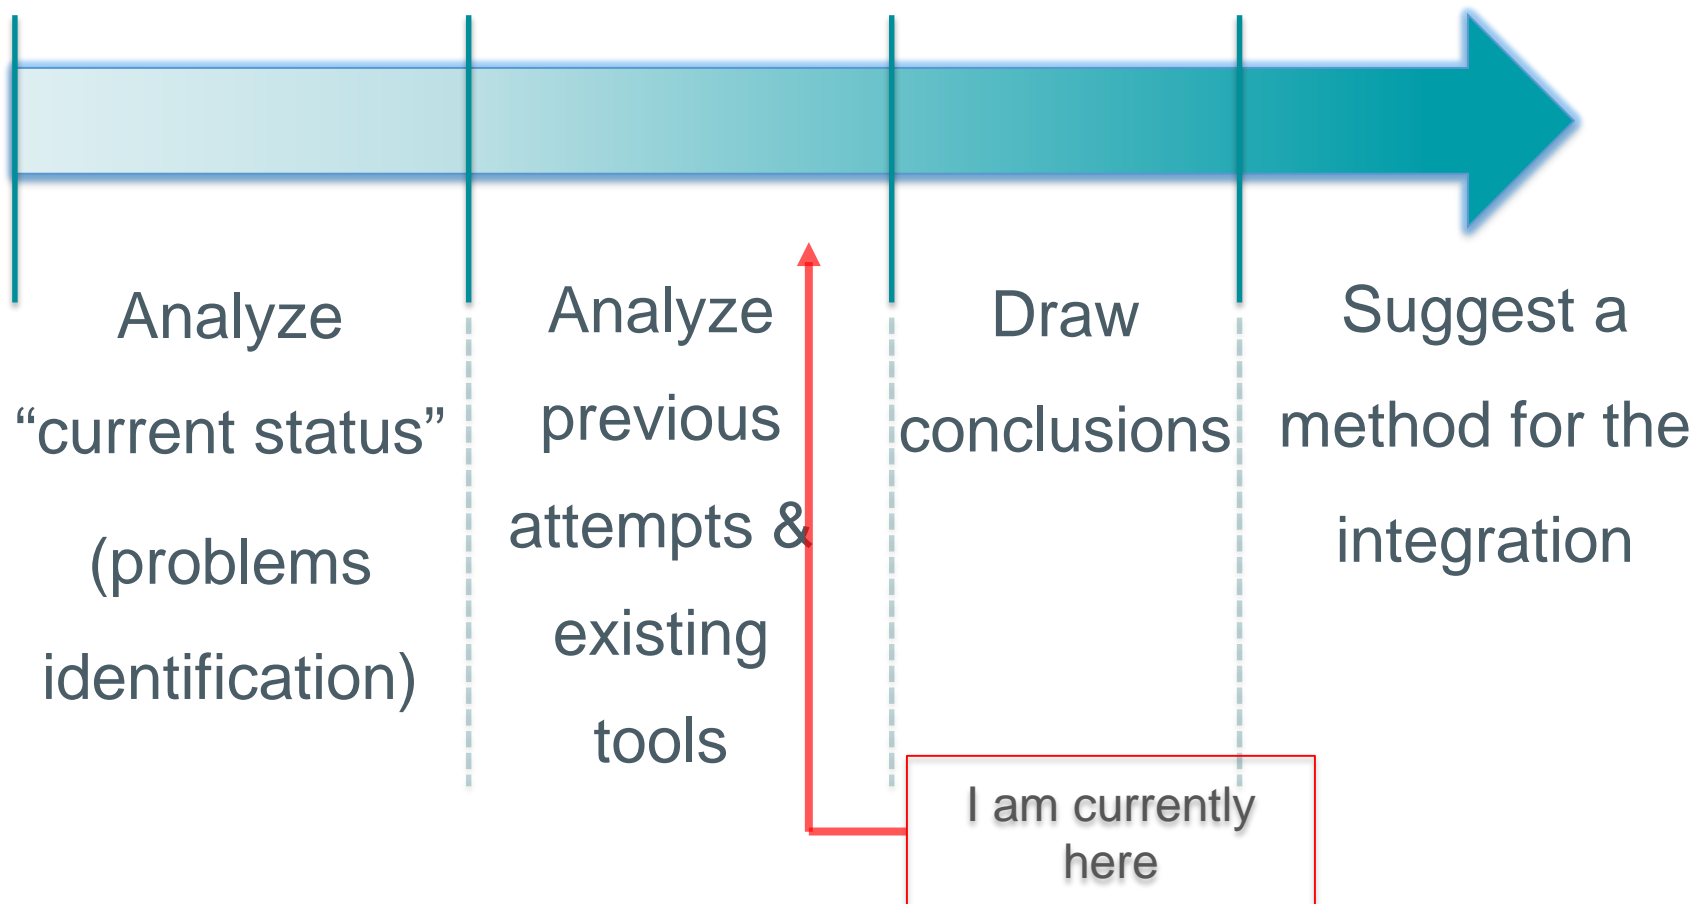 Analyze
“current status”
(problems
identification)
Analyze
previous
attempts &
existing
tools
Draw
conclusions
Suggest a
method for the
integration
I am currently
here